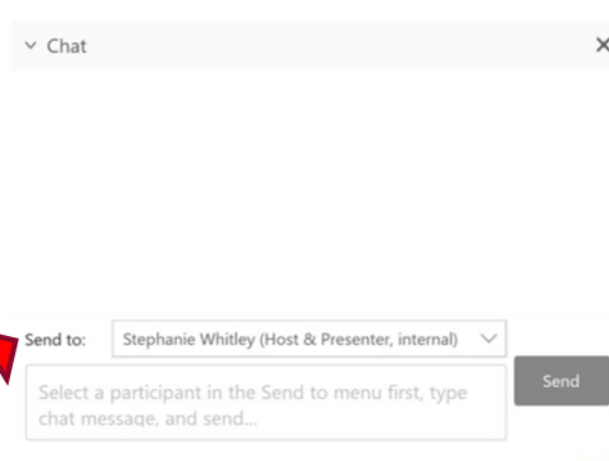 Chat
Send to:
Stephanie Whitley (Host & Presenter, internal)
Select a participant in the Send to menu first, type
chat message, and send...
Send